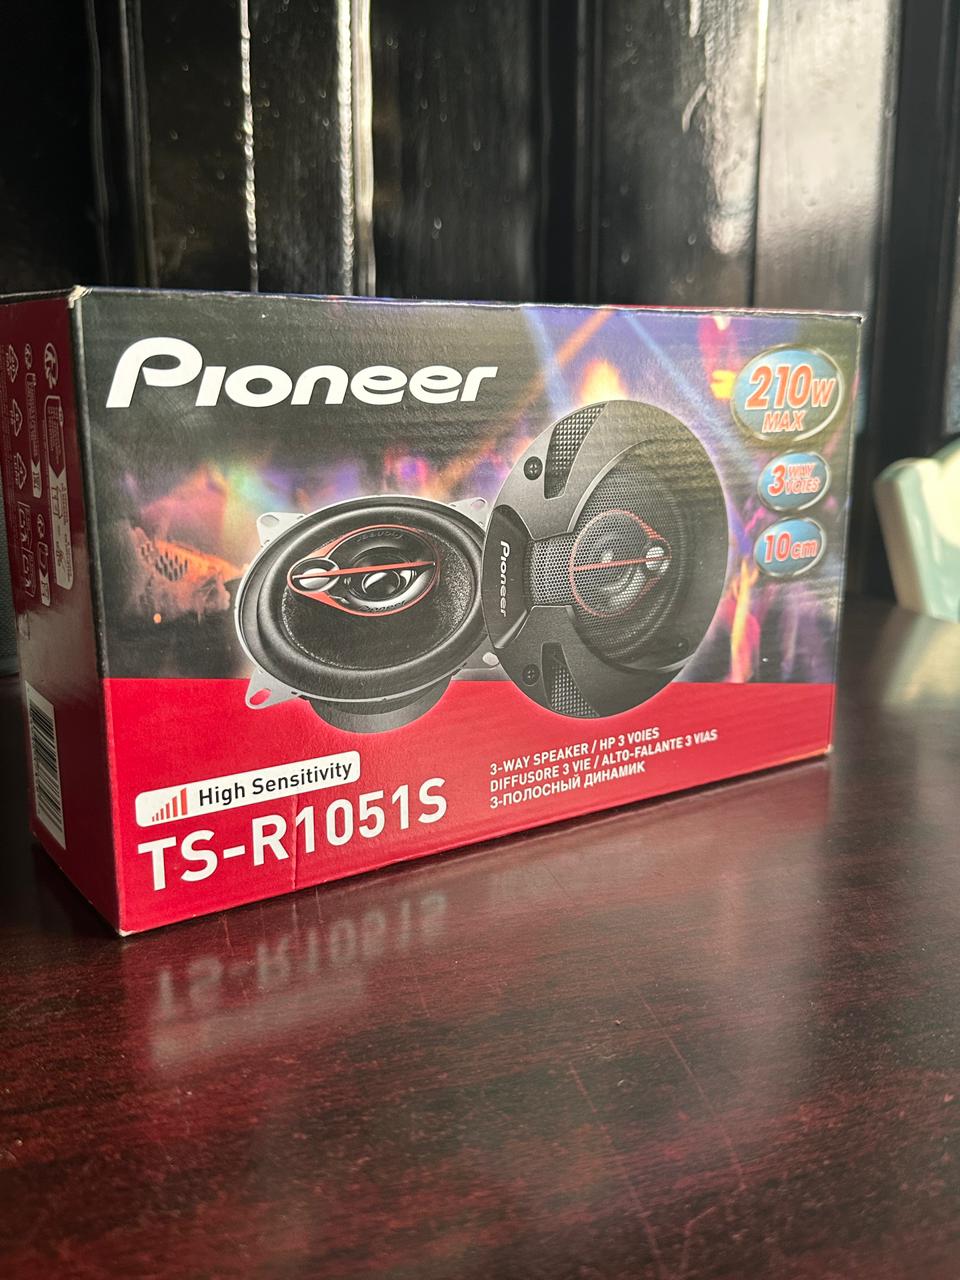 Pioneer
210W
MAX
3 WAY
VOIES
10cm
Pioneer
High Sensitivity
TS-R1051S
3-WAY SPEAKER / HP 3 VOIES
DIFFUSORE 3 VIE / ALTO-FALANTE 3 VIAS
3-ПОЛОСНЫЙ ДИНАМИК